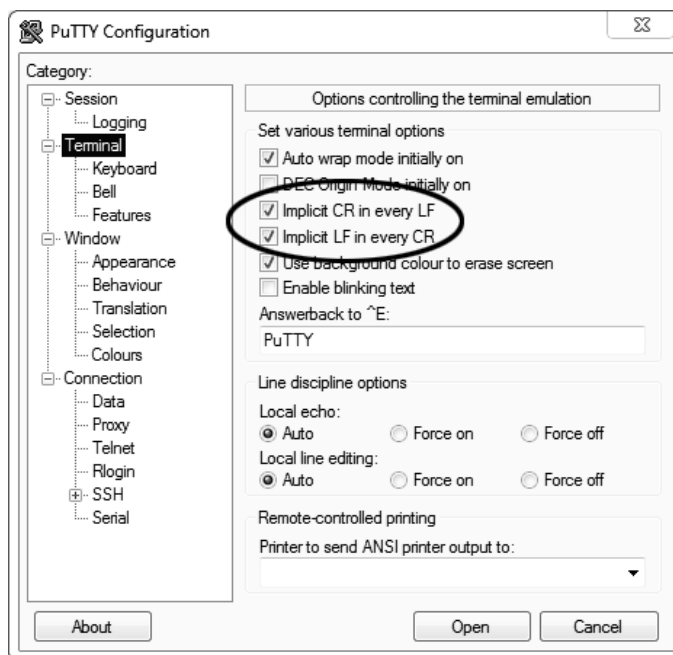 PuTTY Configuration
Category:
Session
Logging
Terminal
Keyboard
Bell
Features
Window
Appearance
Behaviour
Translation
Selection
Colours
Connection
Data
Proxy
Telnet
Rlogin
SSH
Serial
Options controlling the terminal emulation
Set various terminal options
Auto wrap mode initially on
DEC Origin Mode initially on
Implicit CR in every LF
Implicit LF in every CR
Use background colour to erase screen
Enable blinking text
Answerback to ^E:
PuTTY
Line discipline options
Local echo:
Auto Force on Force off
Local line editing:
Auto Force on Force off
Remote-controlled printing
Printer to send ANSI printer output to:
About Open Cancel